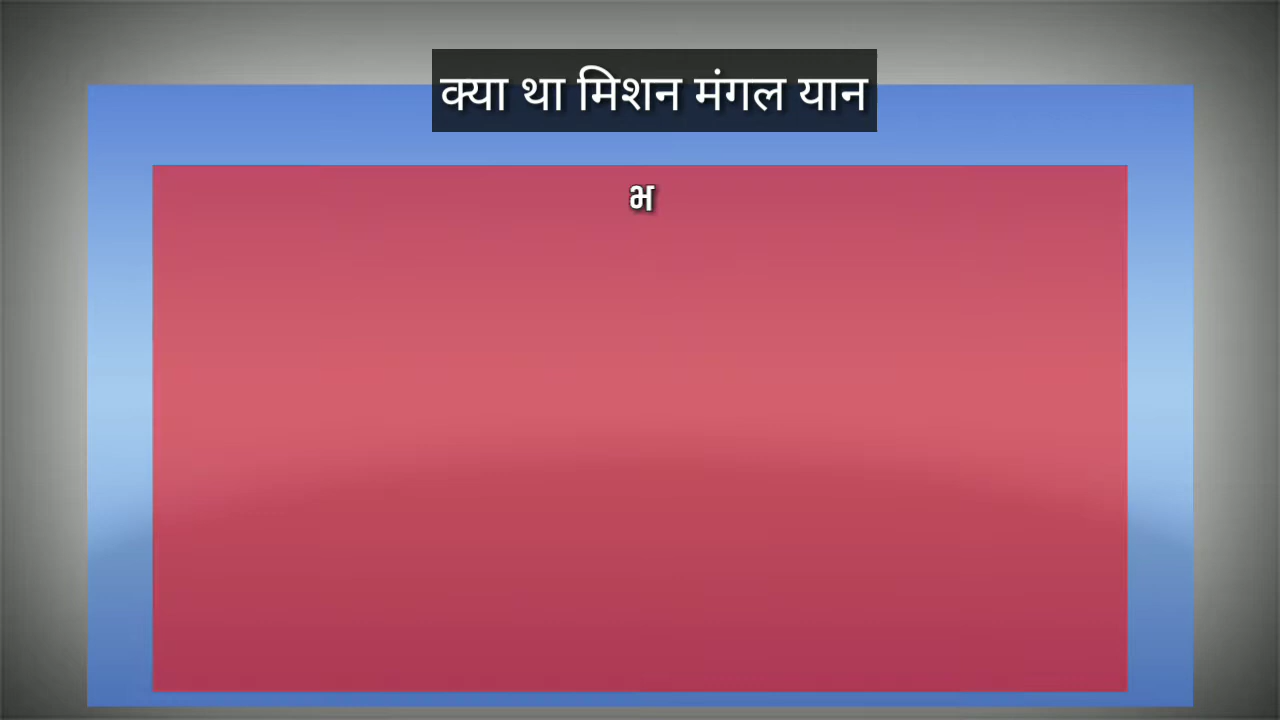 क्या था मिशन मंगल यान
भ